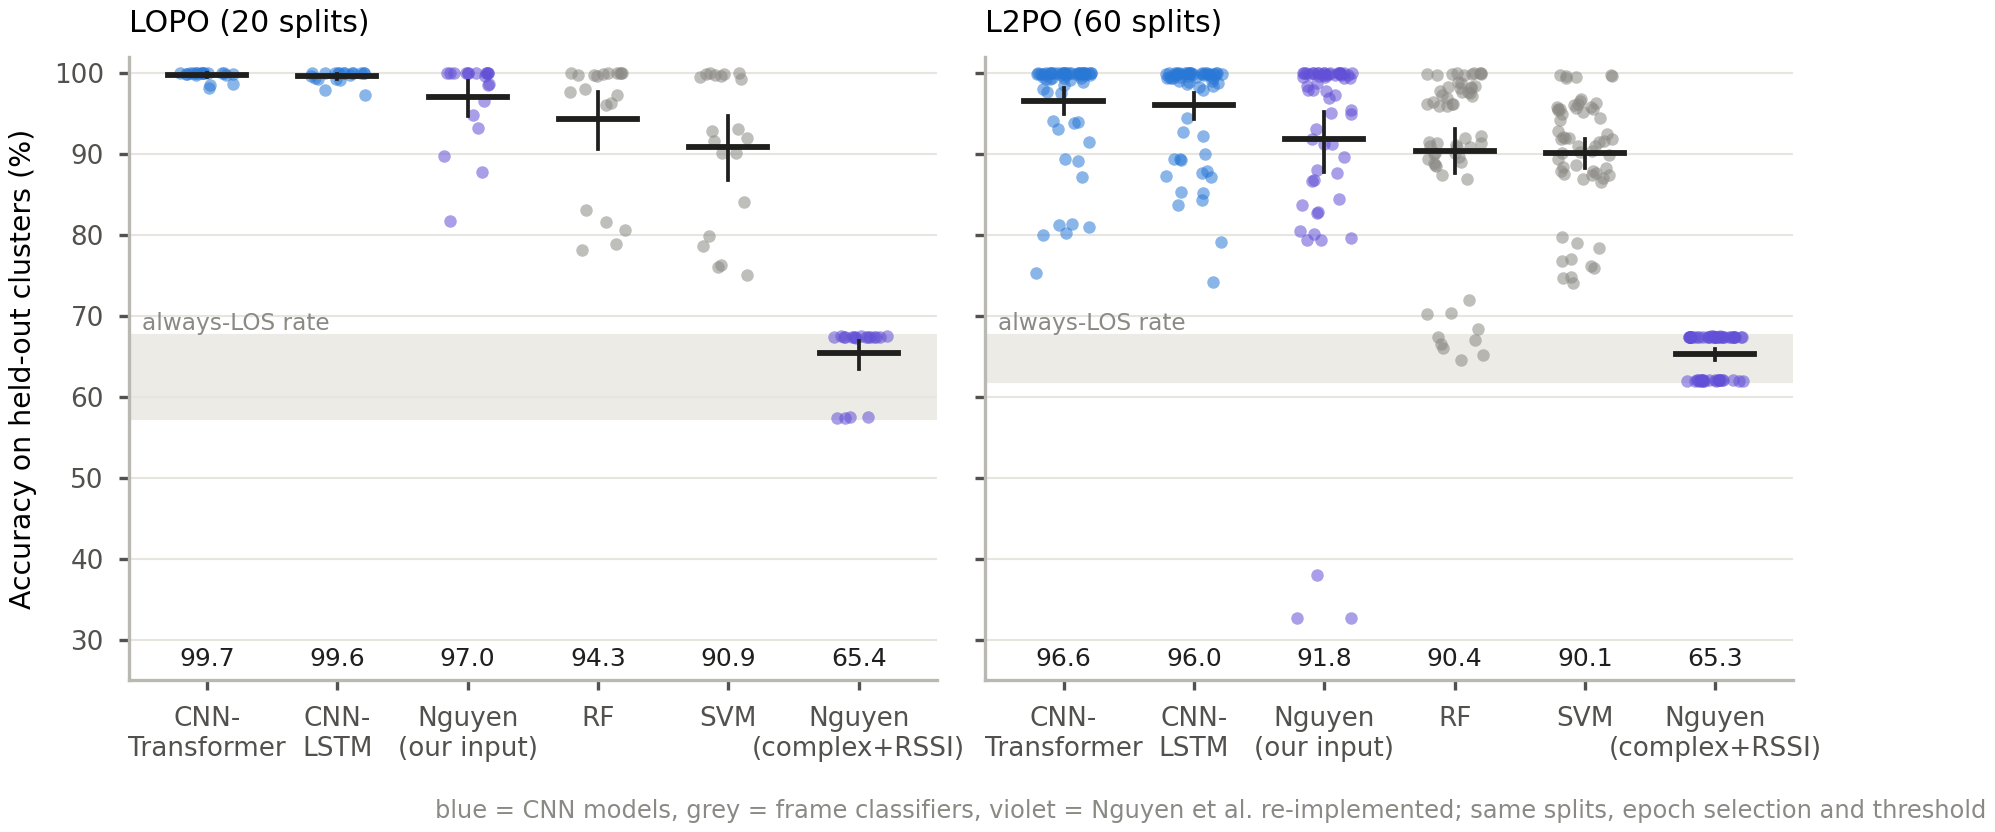 LOPO (20 splits)
L2PO (60 splits)
Accuracy on held-out clusters (%)
100
90
80
70
60
50
40
30
always-LOS rate
always-LOS rate
99.7 99.6 97.0 94.3 90.9 65.4
96.6 96.0 91.8 90.4 90.1 65.3
CNN-
Transformer
CNN-
LSTM
Nguyen
(our input)
RF
SVM
Nguyen
(complex+RSSI)
CNN-
Transformer
CNN-
LSTM
Nguyen
(our input)
RF
SVM
Nguyen
(complex+RSSI)
blue = CNN models, grey = frame classifiers, violet = Nguyen et al. re-implemented; same splits, epoch selection and threshold